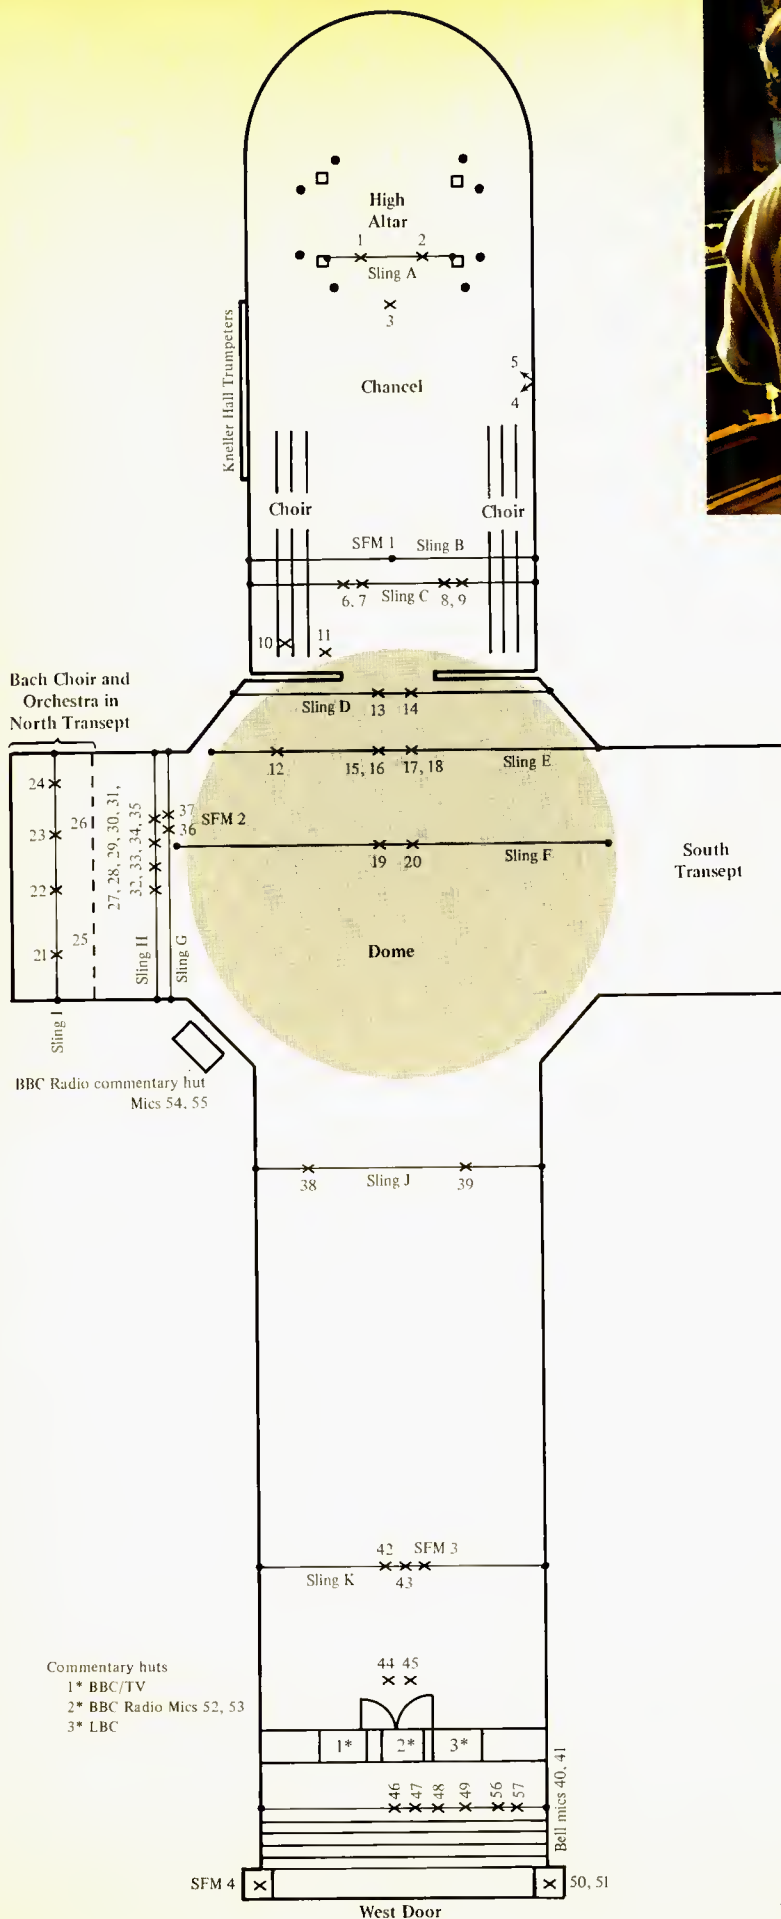 High
Altar
1
2
Sling A
3
Kneller Hall Trumpeters
Chancel
5
4
Choir
Choir
SFM 1
Sling B
6, 7
Sling C
8, 9
10
11
Bach Choir and
Orchestra in
North Transept
Sling D
13
14
12
15, 16
17, 18
Sling E
24
23
26
22
21
25
27, 28, 29, 30, 31,
32, 33, 34, 35
37
36
SFM 2
19
20
Sling F
South
Transept
Sling H
Sling G
Sling I
Dome
BBC Radio commentary hut
Mics 54, 55
38
Sling J
39
42
SFM 3
Sling K
43
Commentary huts
1* BBC/TV
2* BBC Radio Mics 52, 53
3* LBC
44
45
1*
2*
3*
46
47
48
49
56
57
Bell mics 40, 41
SFM 4
50, 51
West Door